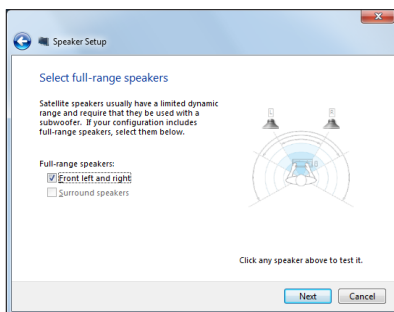 Speaker Setup
Select full-range speakers
Satellite speakers usually have a limited dynamic
range and require that they be used with a
subwoofer. If your configuration includes
full-range speakers, select them below.
L
R
Full-range speakers:
Front left and right
Surround speakers
Click any speaker above to test it.
Next
Cancel